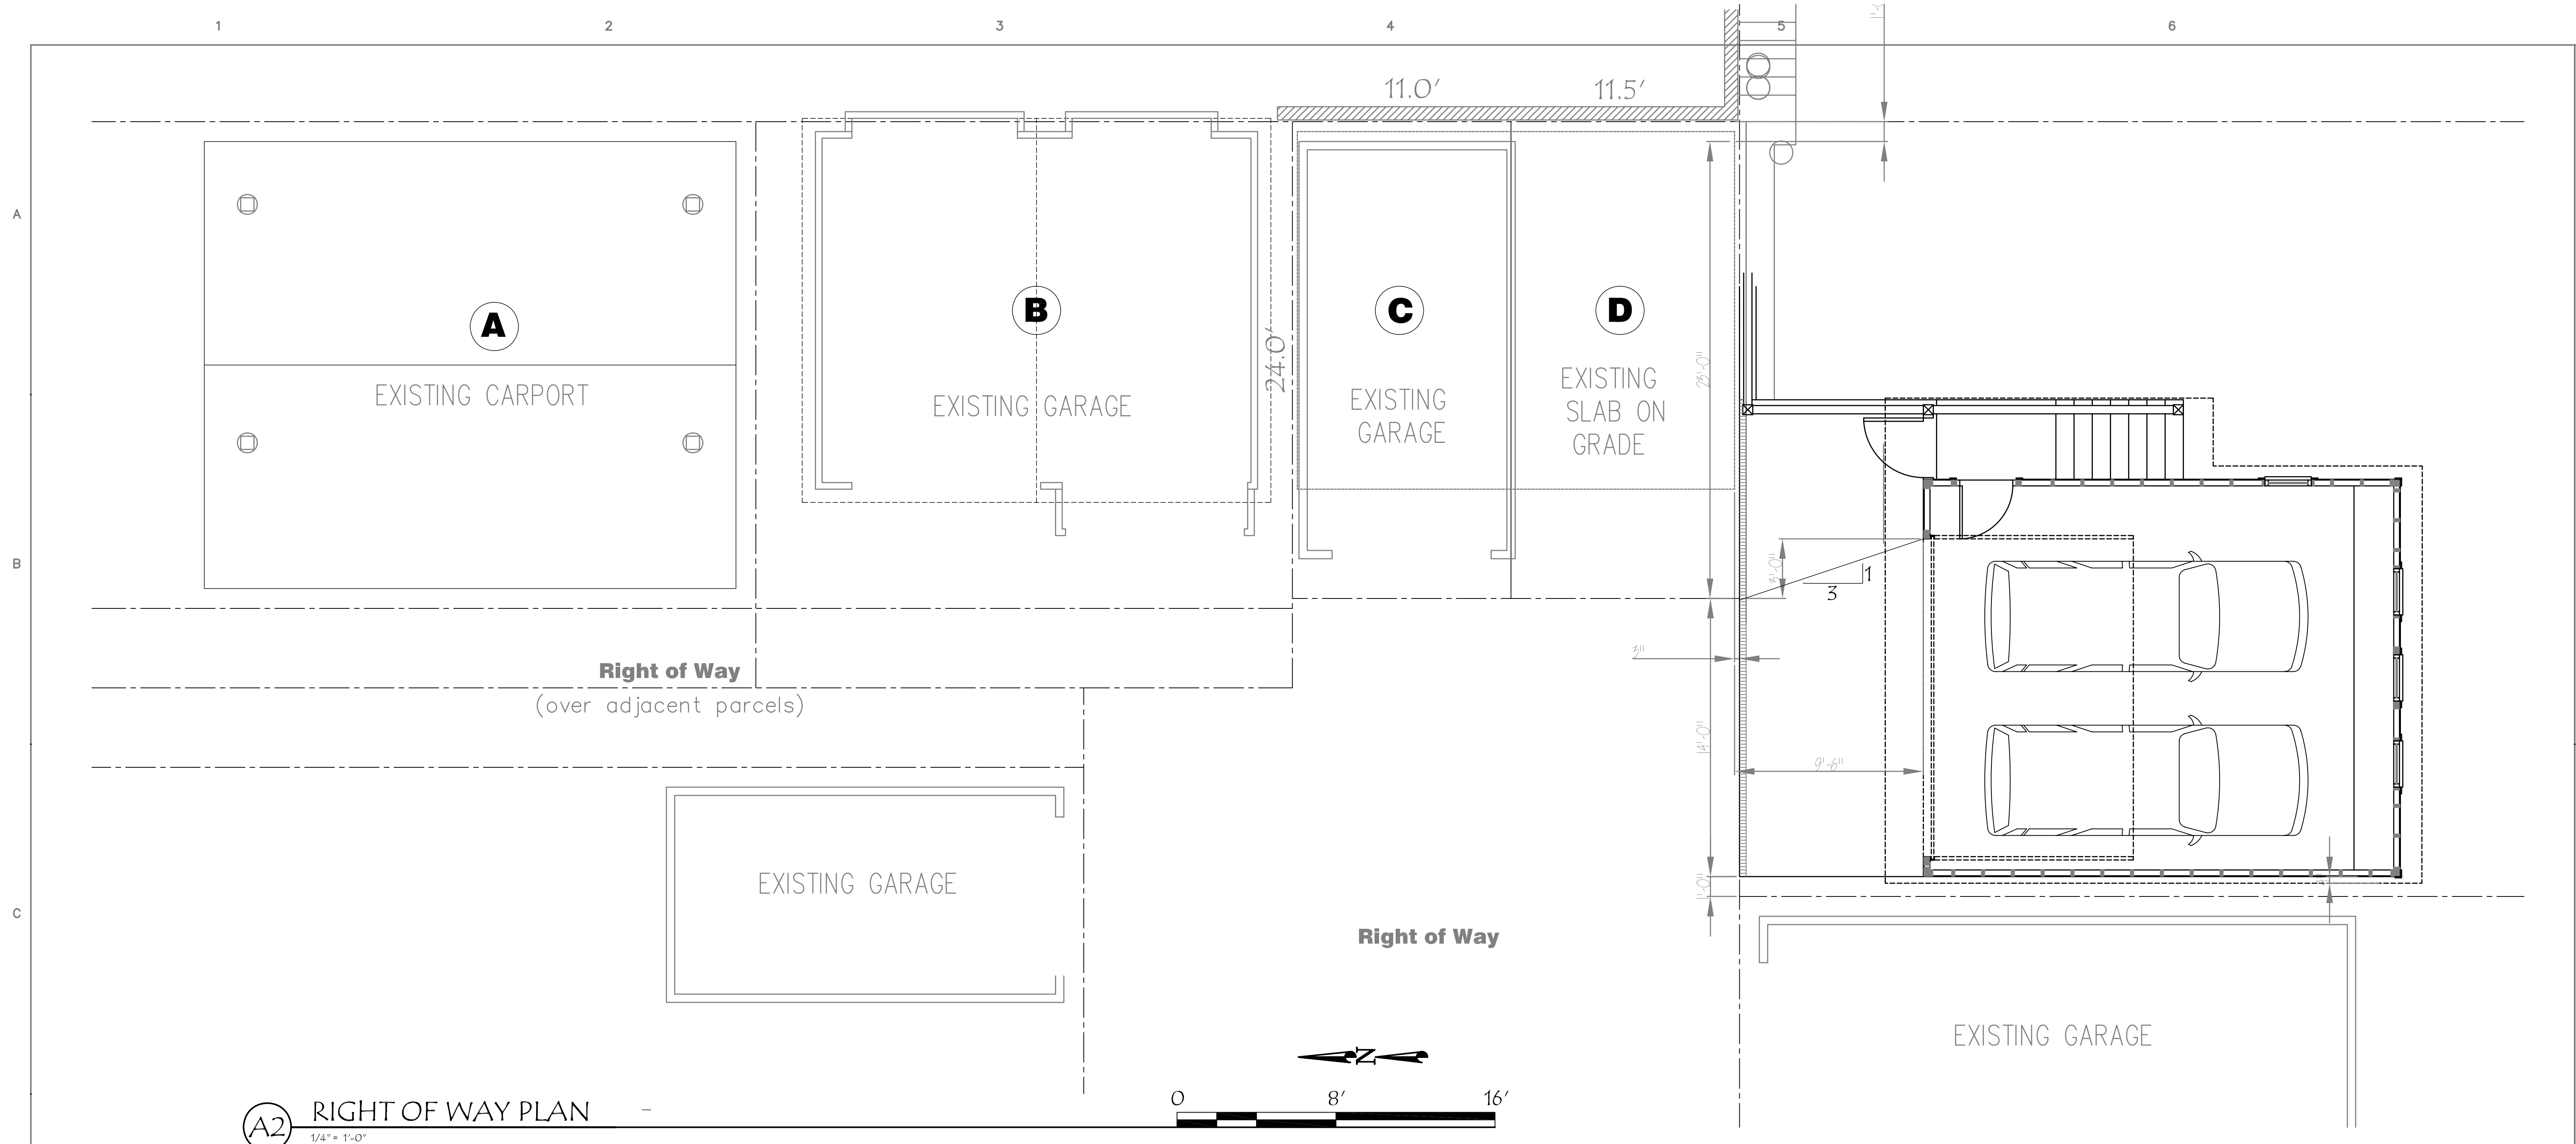 1 2 3 4 5 6
11.0' 11.5'
A
A B C D
24.0'
23'-0"
EXISTING CARPORT
EXISTING GARAGE
EXISTING
GARAGE
EXISTING
SLAB ON
GRADE
B
3'-0"
1
3
Right of Way
(over adjacent parcels)
3"
14'-0"
9'-6"
EXISTING GARAGE
1'-0"
C
Right of Way
EXISTING GARAGE
N
0 8' 16'
A2 RIGHT OF WAY PLAN
1/4" = 1'-0"